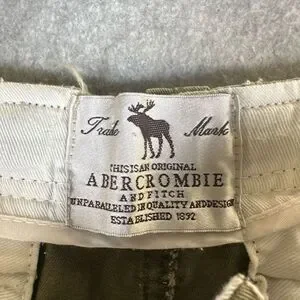 Trade Mark
THIS IS AN ORIGINAL
ABERCROMBIE
AND FITCH
UNPARALLELED IN QUALITY AND DESIGN
ESTABLISHED 1892